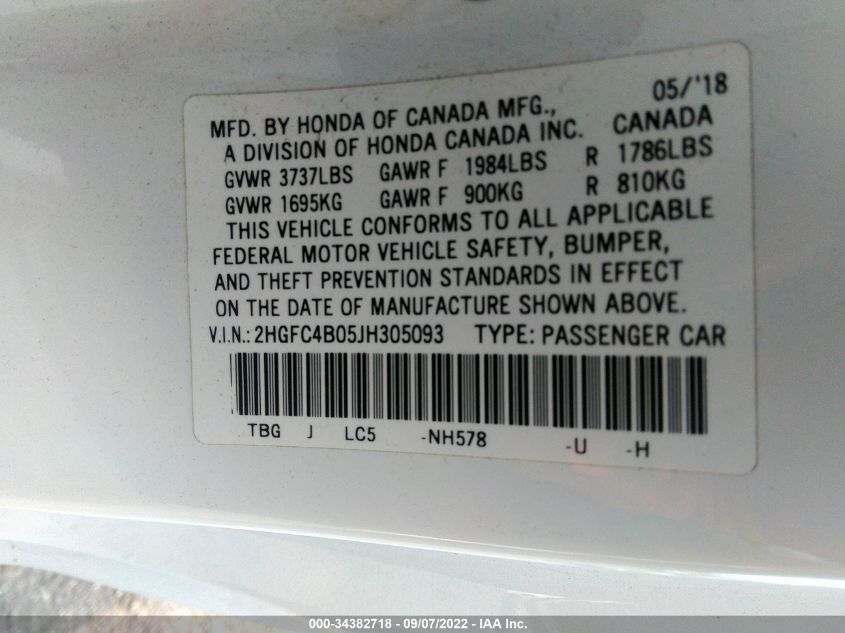 05/'18
MFD. BY HONDA OF CANADA MFG., CANADA
A DIVISION OF HONDA CANADA INC.
GVWR 3737LBS GAWR F 1984LBS R 1786LBS
GVWR 1695KG GAWR F 900KG R 810KG
THIS VEHICLE CONFORMS TO ALL APPLICABLE
FEDERAL MOTOR VEHICLE SAFETY, BUMPER,
AND THEFT PREVENTION STANDARDS IN EFFECT
ON THE DATE OF MANUFACTURE SHOWN ABOVE.
V.I.N.: 2HGFC4B05JH305093 TYPE: PASSENGER CAR
TBG J LC5 -NH578 -U -H
000-34382718 - 09/07/2022 - IAA Inc.